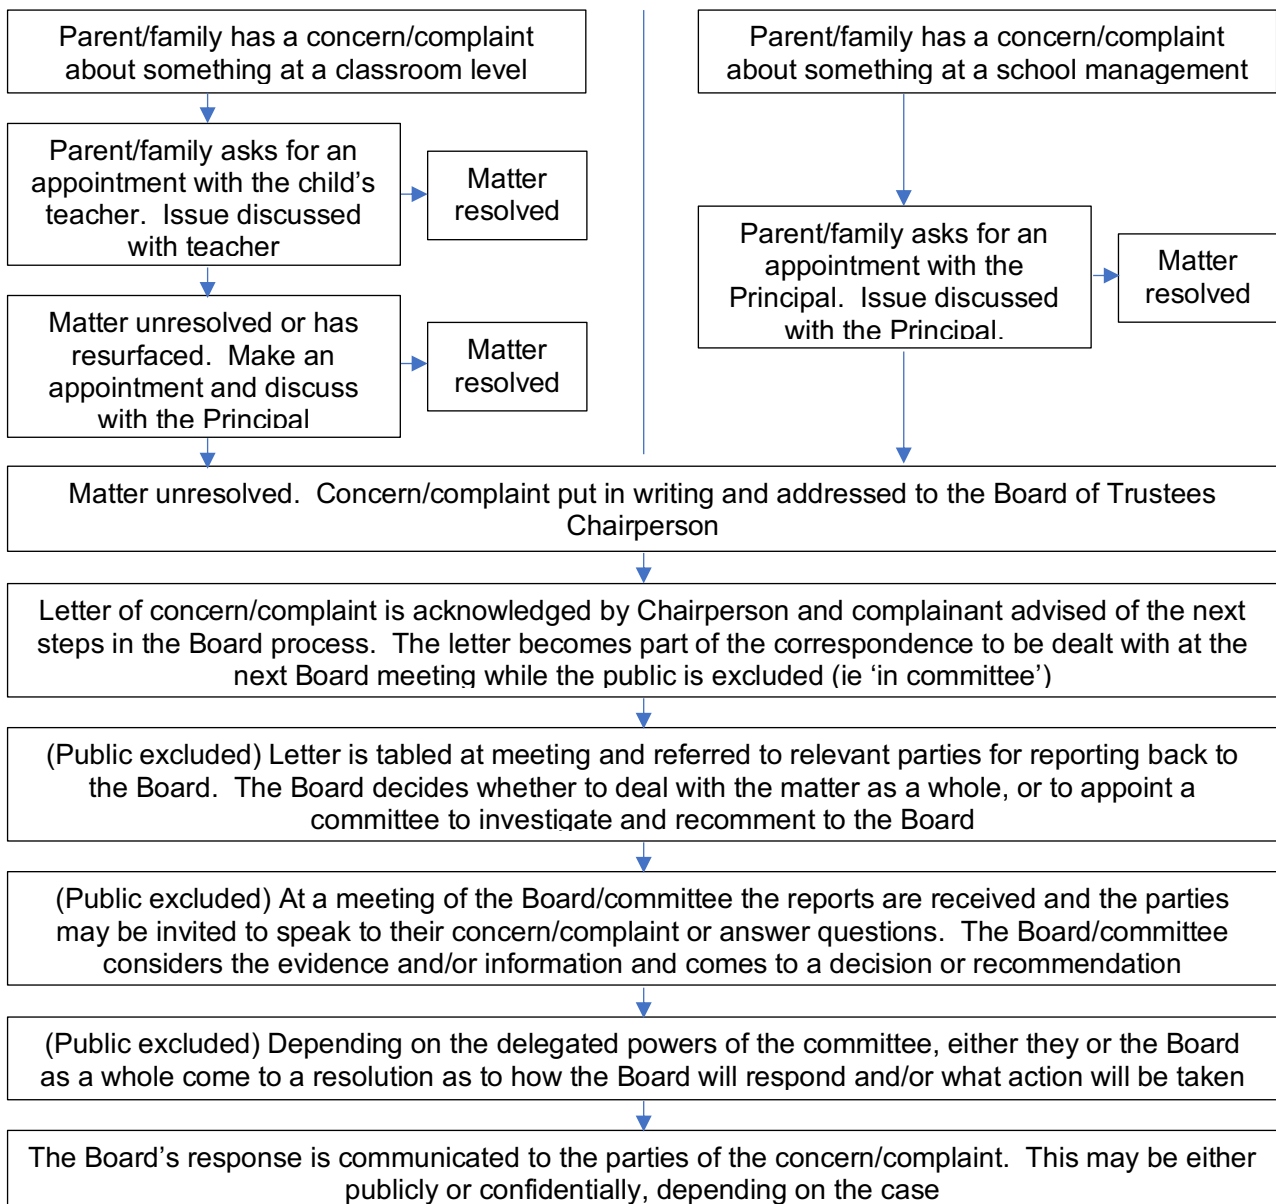 Parent/family has a concern/complaint
about something at a classroom level
Parent/family asks for an
appointment with the child’s
teacher.  Issue discussed
with teacher
Matter
resolved
Matter unresolved or has
resurfaced.  Make an
appointment and discuss
with the Principal
Matter
resolved
Parent/family has a concern/complaint
about something at a school management
Parent/family asks for an
appointment with the
Principal.  Issue discussed
with the Principal.
Matter
resolved
Matter unresolved.  Concern/complaint put in writing and addressed to the Board of Trustees
Chairperson
Letter of concern/complaint is acknowledged by Chairperson and complainant advised of the next
steps in the Board process.  The letter becomes part of the correspondence to be dealt with at the
next Board meeting while the public is excluded (ie ‘in committee’)
(Public excluded) Letter is tabled at meeting and referred to relevant parties for reporting back to
the Board.  The Board decides whether to deal with the matter as a whole, or to appoint a
committee to investigate and recomment to the Board
(Public excluded) At a meeting of the Board/committee the reports are received and the parties
may be invited to speak to their concern/complaint or answer questions.  The Board/committee
considers the evidence and/or information and comes to a decision or recommendation
(Public excluded) Depending on the delegated powers of the committee, either they or the Board
as a whole come to a resolution as to how the Board will respond and/or what action will be taken
The Board’s response is communicated to the parties of the concern/complaint.  This may be either
publicly or confidentially, depending on the case